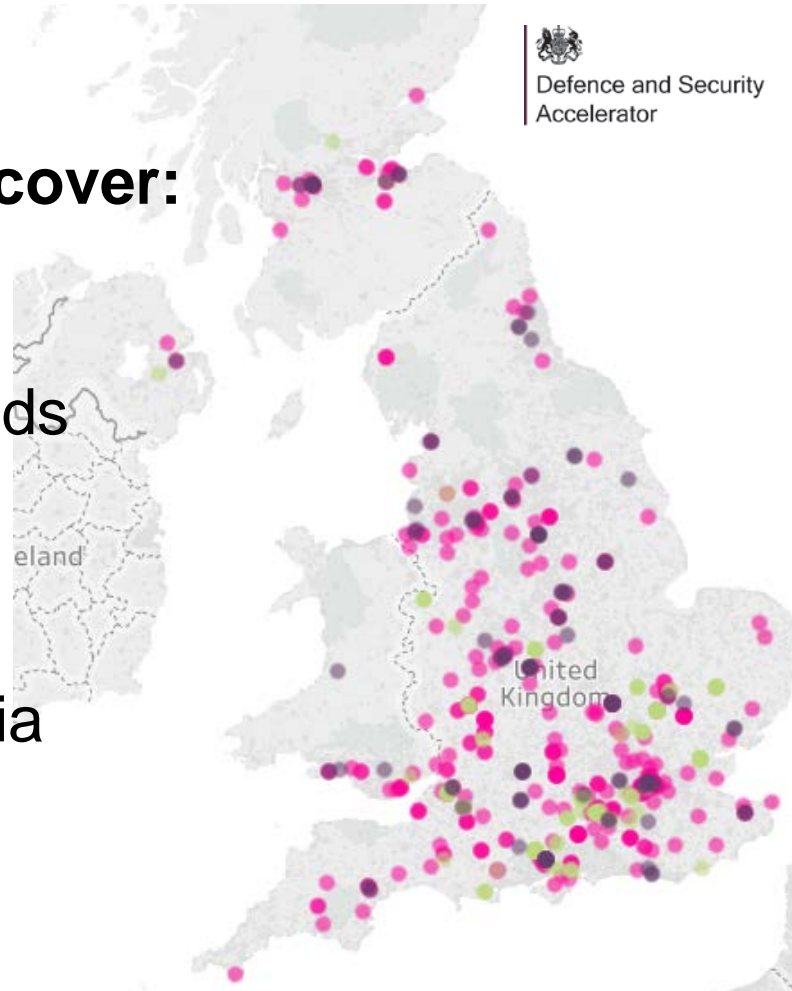 Defence and Security
Accelerator
cover:
ds
eland
United
Kingdom
ia